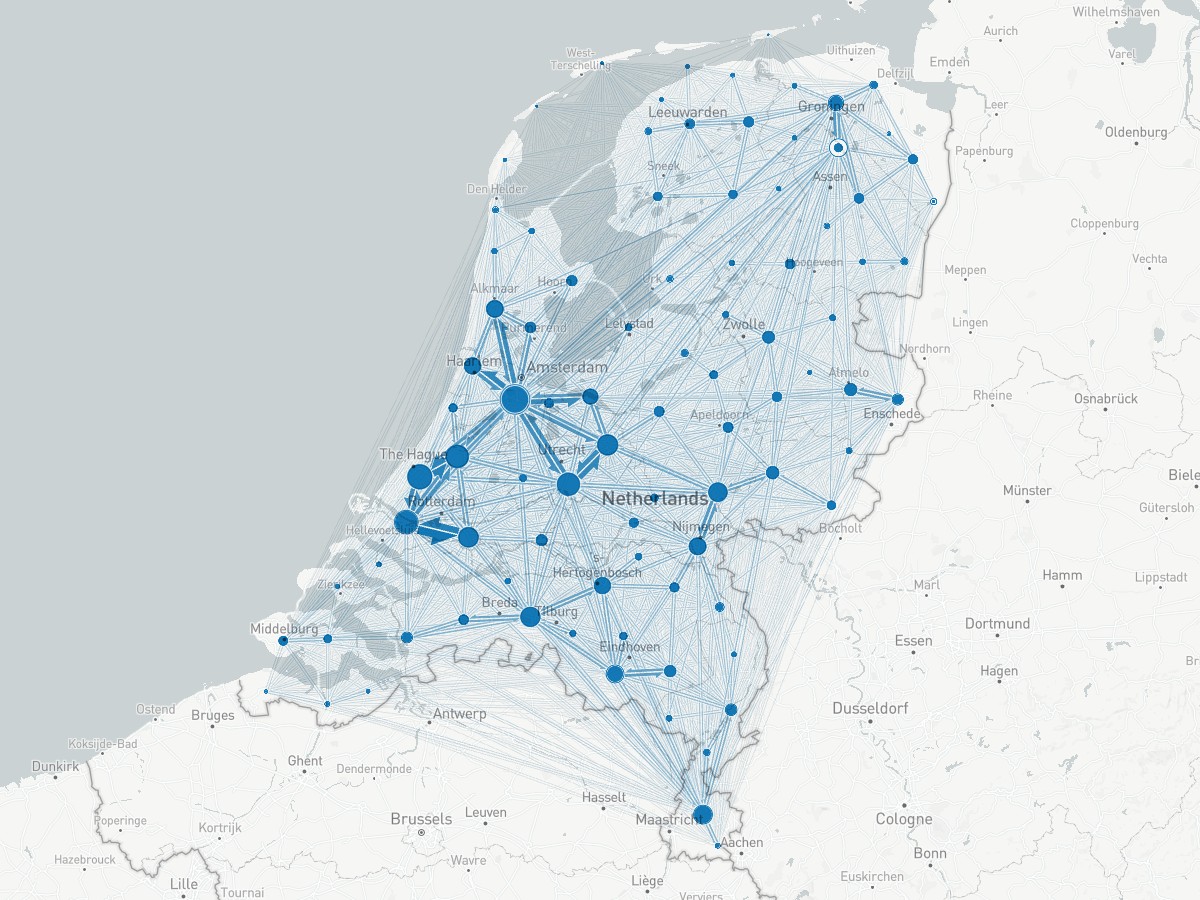 Wilhelmshaven
Aurich
Uithuizen
Varel
West-
Terschelling
Emden
Delfzijl
Leer
Groningen
Leeuwarden
Oldenburg
Papenburg
Sneek
Assen
Den Helder
Cloppenburg
Vechta
Hoogeveen
Meppen
Urk
Hoorn
Alkmaar
Lingen
Lelystad
Zwolle
Purmerend
Nordhorn
Haarlem
Amsterdam
Almelo
Rheine
Osnabrück
Apeldoorn
Enschede
Utrecht
The Hague
Biele
Münster
Netherlands
Rotterdam
Gütersloh
Nijmegen
Bocholt
Hellevoetsluis
S-
Hertogenbosch
Hamm
Lippstadt
Marl
Zierikzee
Breda
Tilburg
Dortmund
Middelburg
Essen
Eindhoven
Br
Hagen
Ostend
Bruges
Antwerp
Dusseldorf
Koksijde-Bad
Ghent
Dunkirk
Dendermonde
Hasselt
Leuven
Brussels
Maastricht
Cologne
Poperinge
Kortrijk
Aachen
Bonn
Hazebrouck
Wavre
Euskirchen
Lille
Liège
Tournai
Verviers